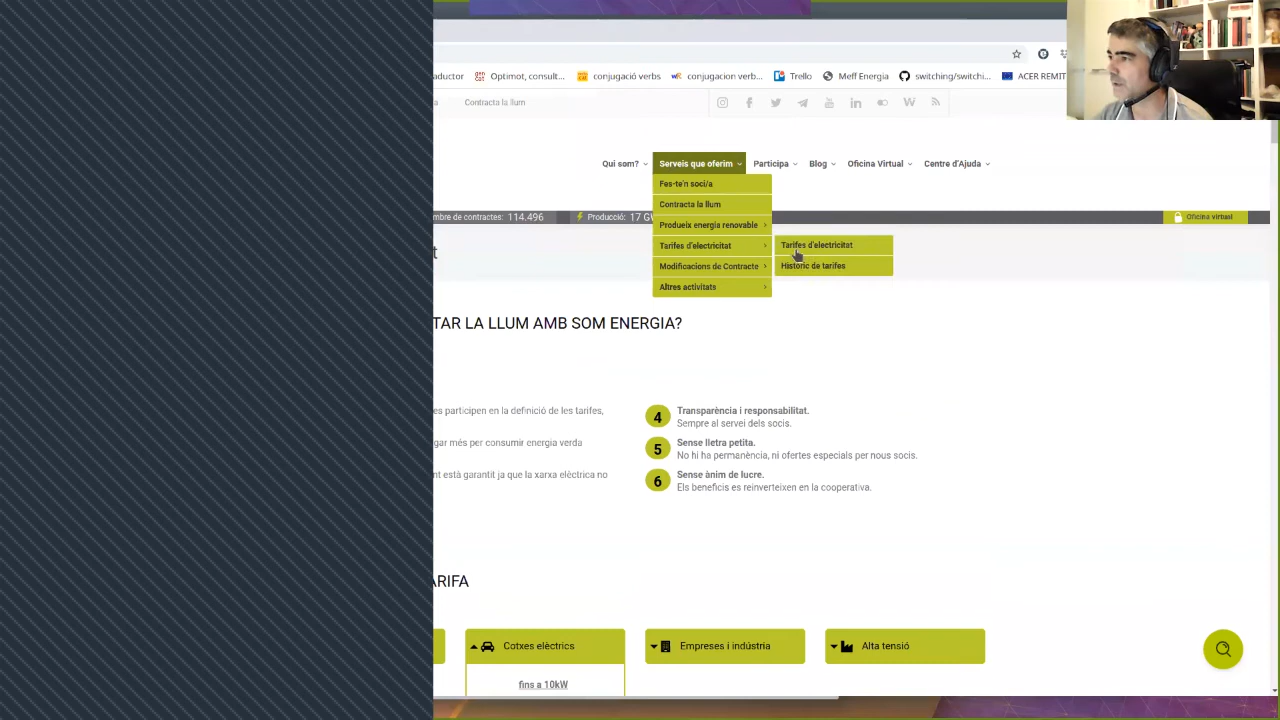 aductor
Optimot, consult...
conjugació verbs
conjugacion verb...
Trello
Meff Energia
switching/switchi...
ACER REMIT
a
Contracta la llum
Qui som?
Serveis que oferim
Participa
Blog
Oficina Virtual
Centre d'Ajuda
Fes-te'n soci/a
Contracta la llum
Produeix energia renovable
Tarifes d'electricitat
Modificacions de Contracte
Altres activitats
Tarifes d'electricitat
Històric de tarifes
mbre de contractes: 114.496
Producció: 17 G
Oficina virtual
t
TAR LA LLUM AMB SOM ENERGIA?
es participen en la definició de les tarifes,
gar més per consumir energia verda
nt està garantit ja que la xarxa elèctrica no
4
Transparència i responsabilitat.
Sempre al servei dels socis.
5
Sense lletra petita.
No hi ha permanència, ni ofertes especials per nous socis.
6
Sense ànim de lucre.
Els beneficis es reinverteixen en la cooperativa.
ARIFA
Cotxes elèctrics
Empreses i indústria
Alta tensió
fins a 10kW